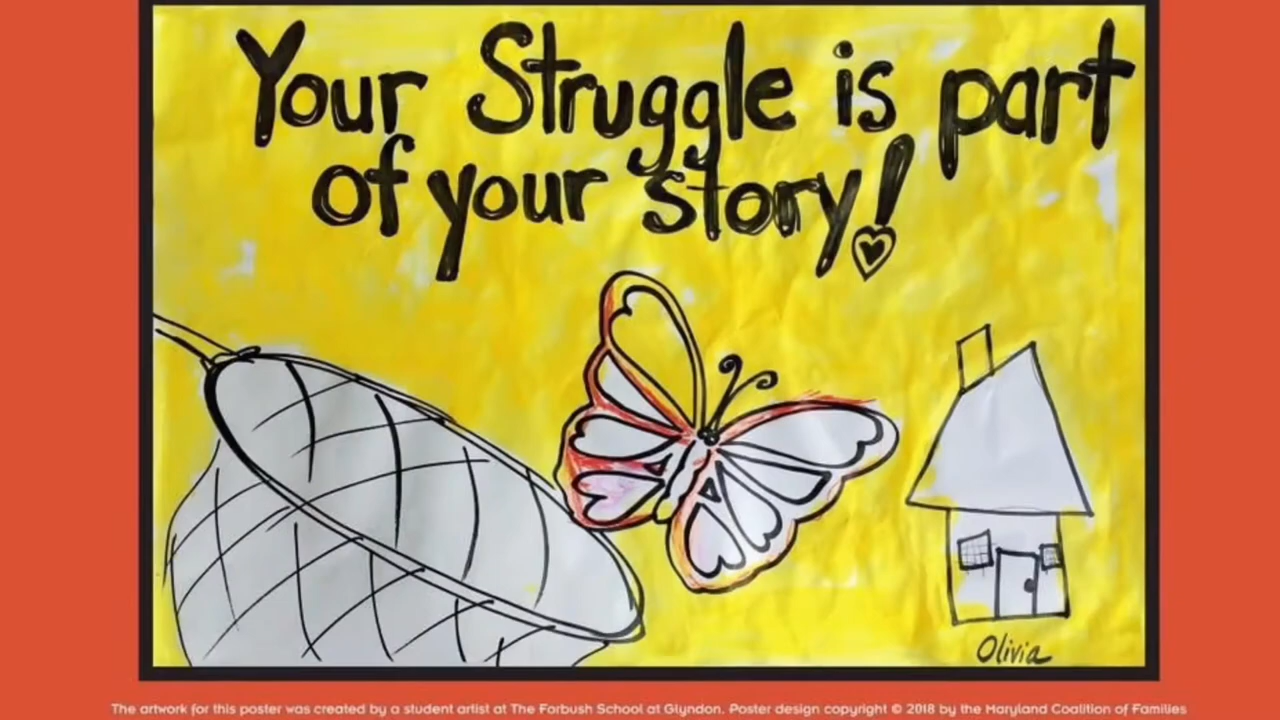 Your Struggle is part
of your story!
Olivia
The artwork for this poster was created by a student artist at The Forbush School at Glyndon. Poster design copyright © 2018 by the Maryland Coalition of Families